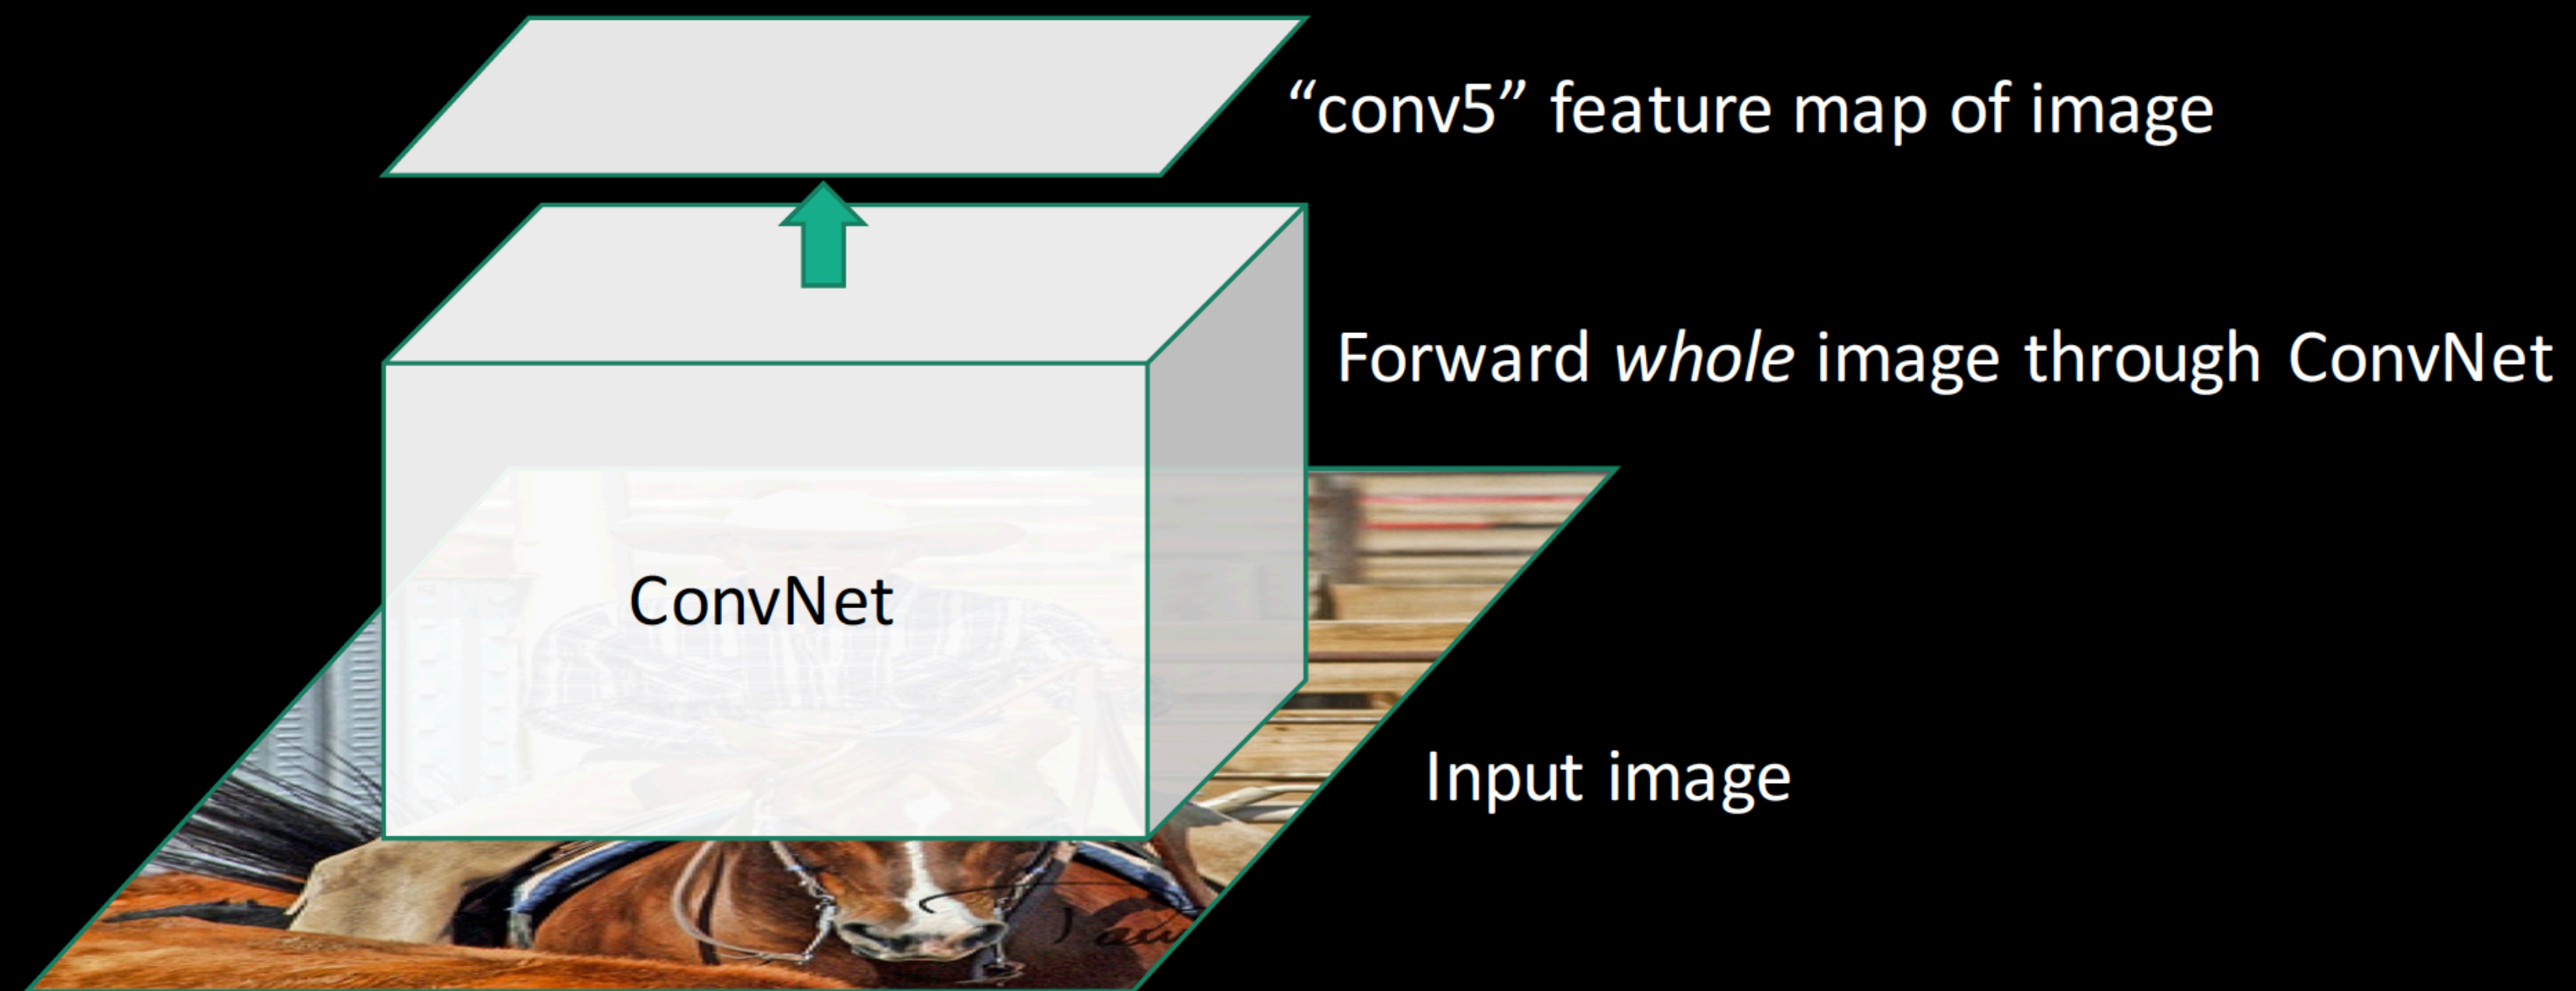 “conv5” feature map of image
Forward whole image through ConvNet
ConvNet
Input image